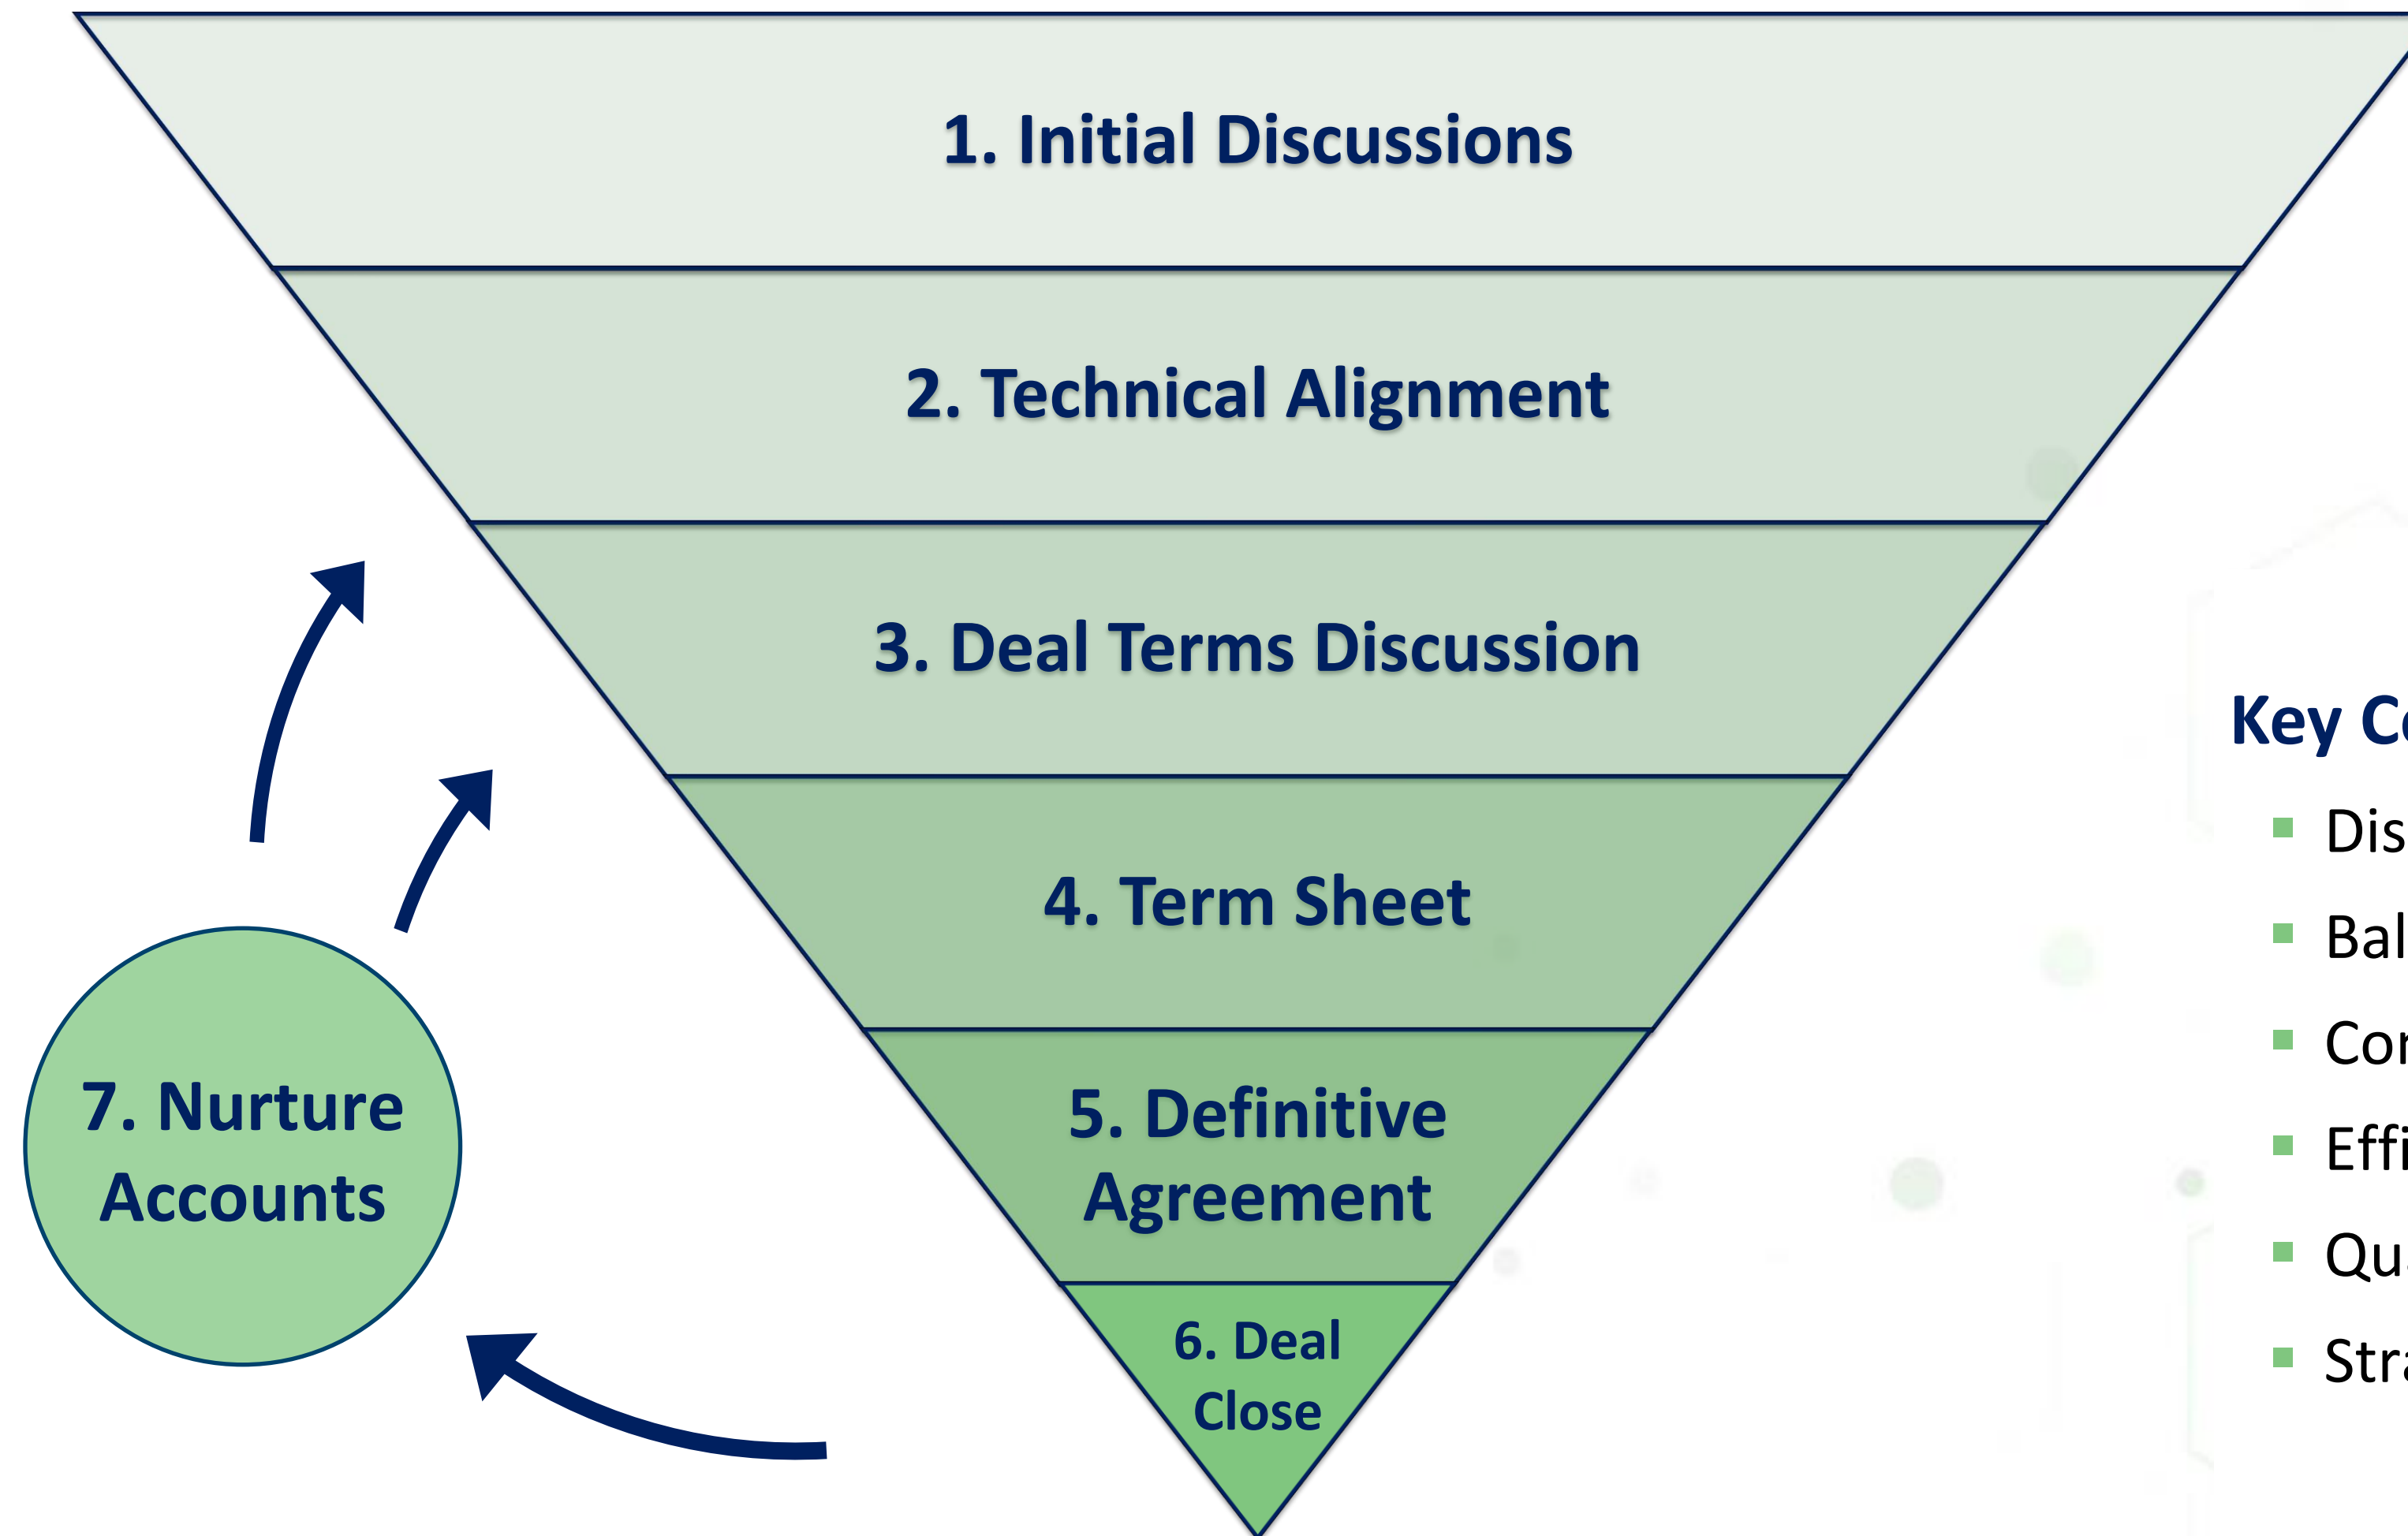 1. Initial Discussions
2. Technical Alignment
3. Deal Terms Discussion
4. Term Sheet
5. Definitive
Agreement
6. Deal
Close
7. Nurture
Accounts
Key